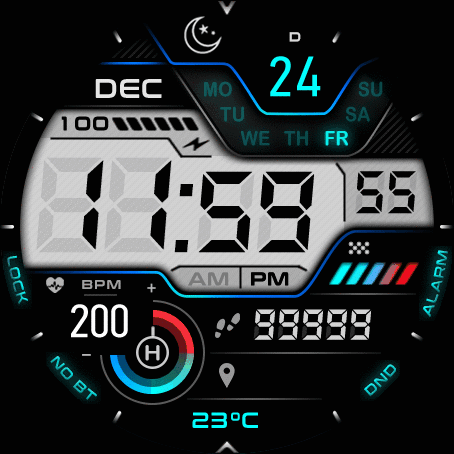 D
DEC
24
MO
SU
TU
SA
WE TH FR
100
11:59
55
AM PM
LOCK
ALARM
BPM
+
200
99999
−
H
NO BT
DND
23°C